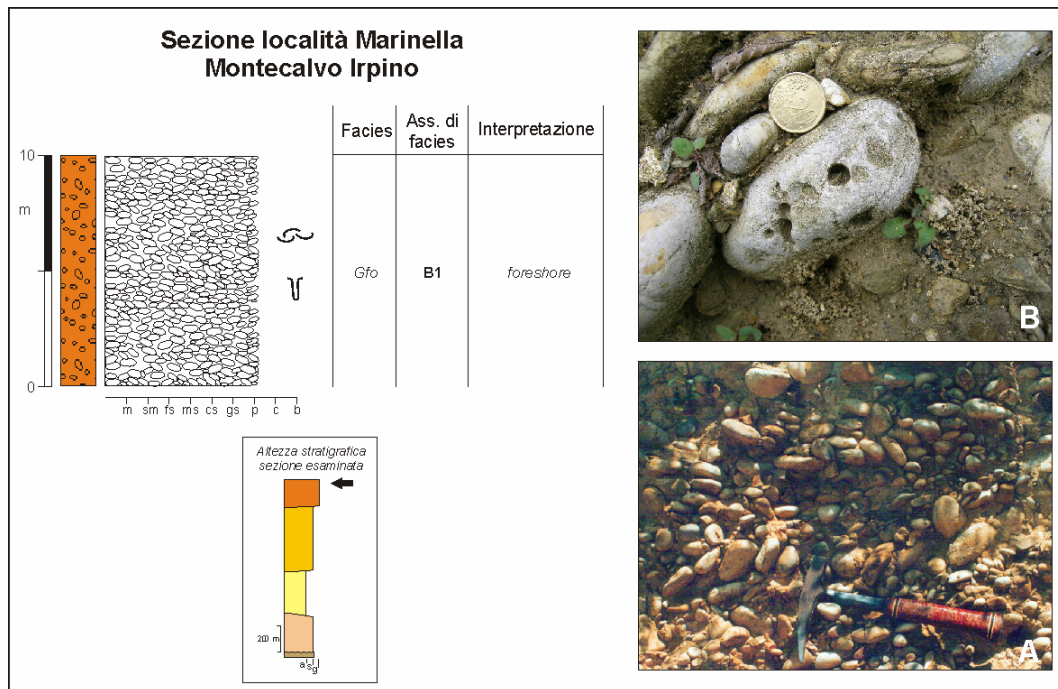 Sezione località Marinella
Montecalvo Irpino
Facies
Ass. di
facies
Interpretazione
10
m
0
Gfo
B1
foreshore
m sm fs ms cs gs p c b
Altezza stratigrafica
sezione esaminata
200 m
a s g
B
A